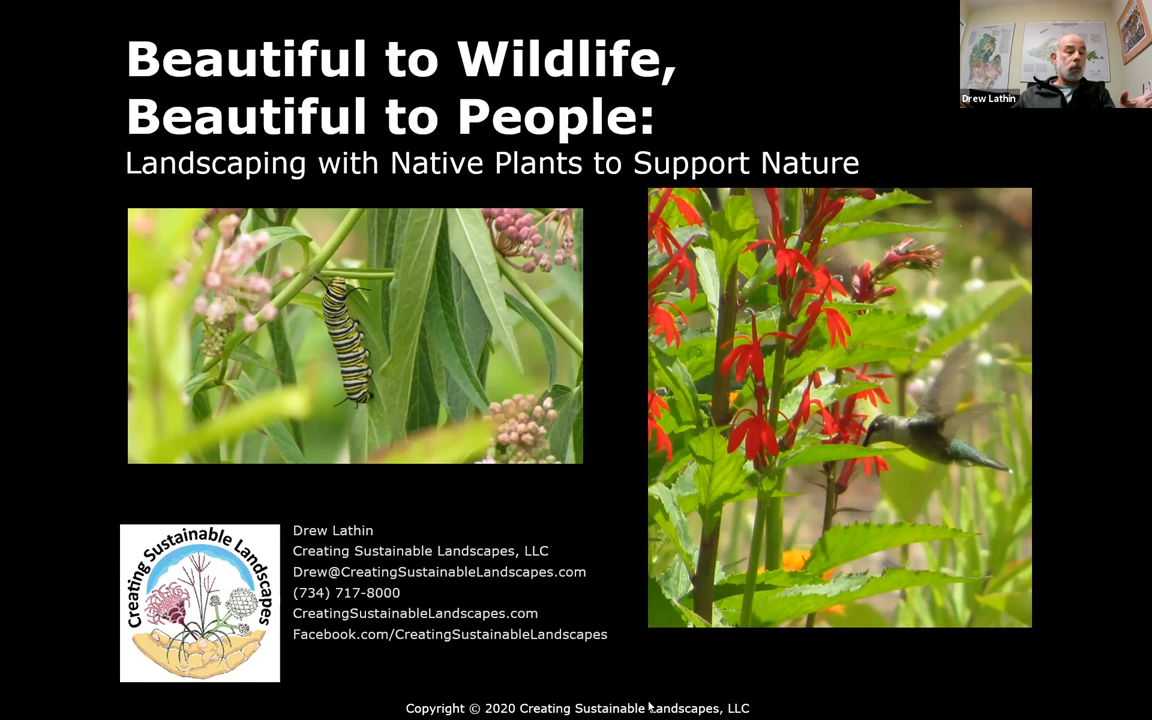 Beautiful to Wildlife,
Beautiful to People:
Landscaping with Native Plants to Support Nature
Drew Lathin
Creating Sustainable Landscapes
Drew Lathin
Creating Sustainable Landscapes, LLC
Drew@CreatingSustainableLandscapes.com
(734) 717-8000
CreatingSustainableLandscapes.com
Facebook.com/CreatingSustainableLandscapes
Copyright © 2020 Creating Sustainable Landscapes, LLC